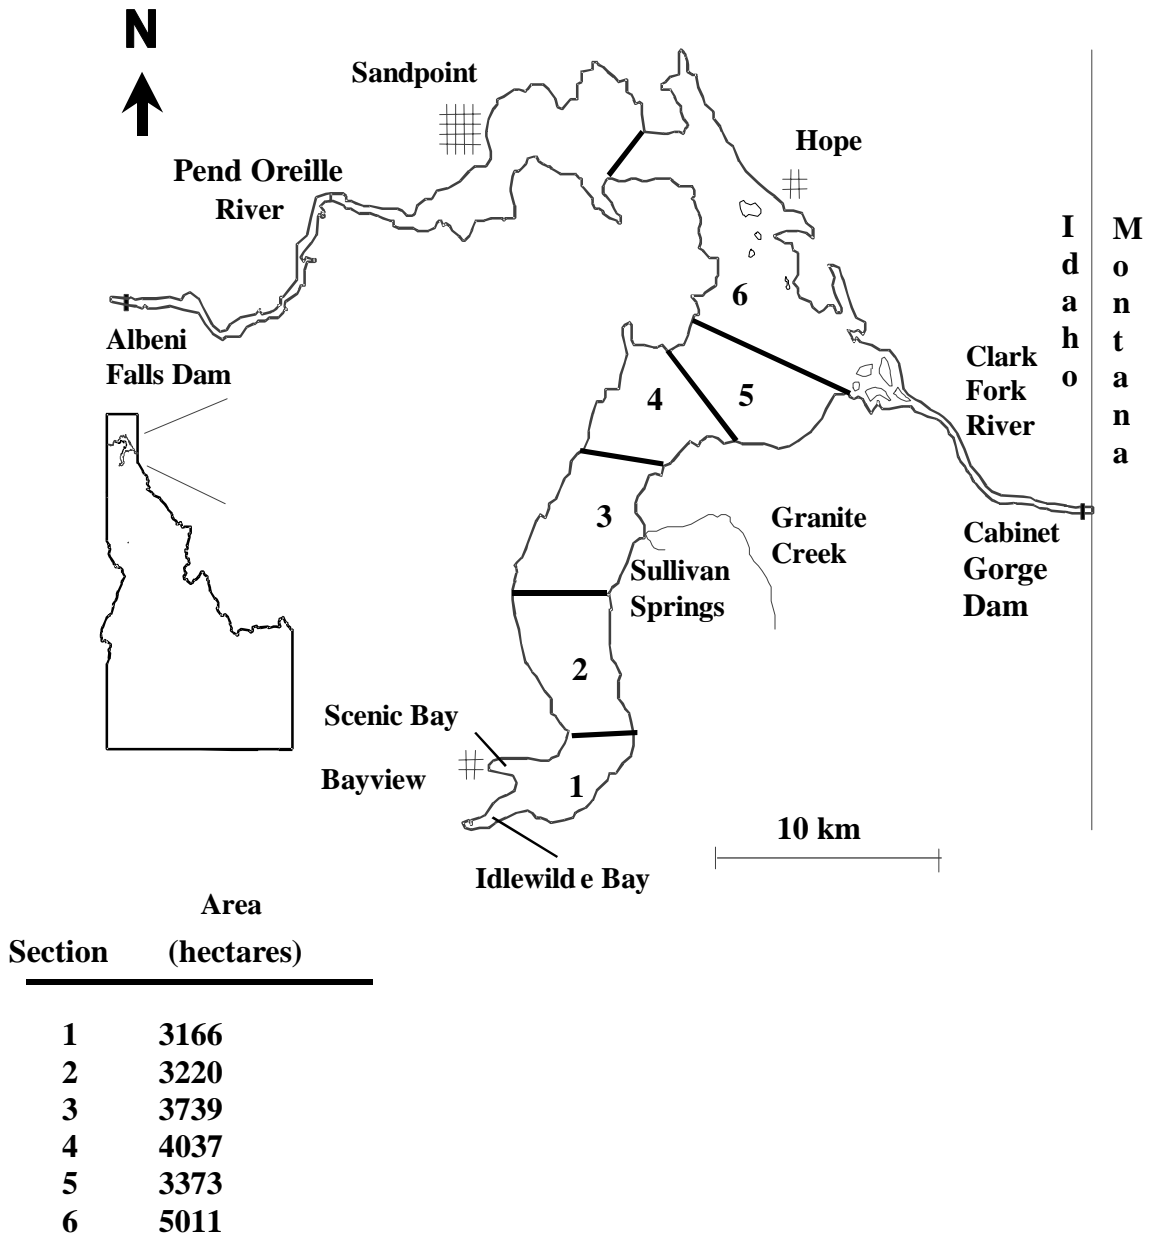 N
Sandpoint
Hope
Pend Oreille
River
I
d
a
h
o
M
o
n
t
a
n
a
6
Albeni
Falls Dam
Clark
Fork
River
4
5
3
Granite
Creek
Cabinet
Gorge
Dam
Sullivan
Springs
2
Scenic Bay
Bayview
1
10 km
Idlewild e Bay
Area
Section (hectares)
1 3166
2 3220
3 3739
4 4037
5 3373
6 5011